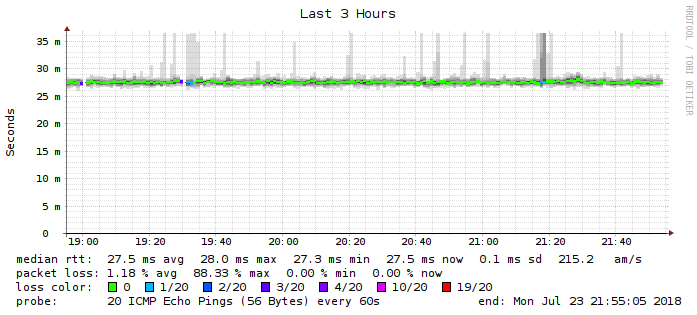 Last 3 Hours
RRDTOOL / TOBI OETIKER
Seconds
35 m
30 m
25 m
20 m
15 m
10 m
5 m
0
19:00 19:20 19:40 20:00 20:20 20:40 21:00 21:20 21:40
median rtt: 27.5 ms avg 28.0 ms max 27.3 ms min 27.5 ms now 0.1 ms sd 215.2 am/s
packet loss: 1.18 % avg 88.33 % max 0.00 % min 0.00 % now
loss color: 0 1/20 2/20 3/20 4/20 10/20 19/20
probe: 20 ICMP Echo Pings (56 Bytes) every 60s end: Mon Jul 23 21:55:05 2018